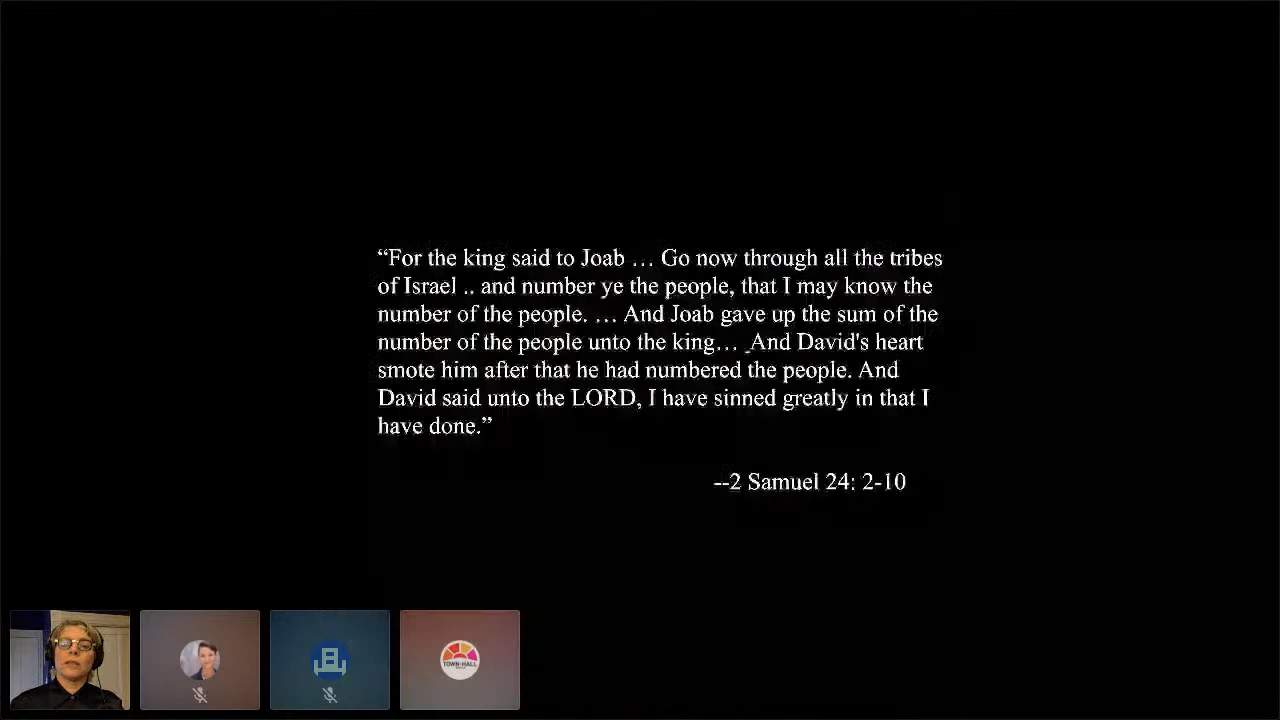 “For the king said to Joab … Go now through all the tribes
of Israel .. and number ye the people, that I may know the
number of the people. … And Joab gave up the sum of the
number of the people unto the king… And David's heart
smote him after that he had numbered the people. And
David said unto the LORD, I have sinned greatly in that I
have done.”
--2 Samuel 24: 2-10
TOWN-HALL